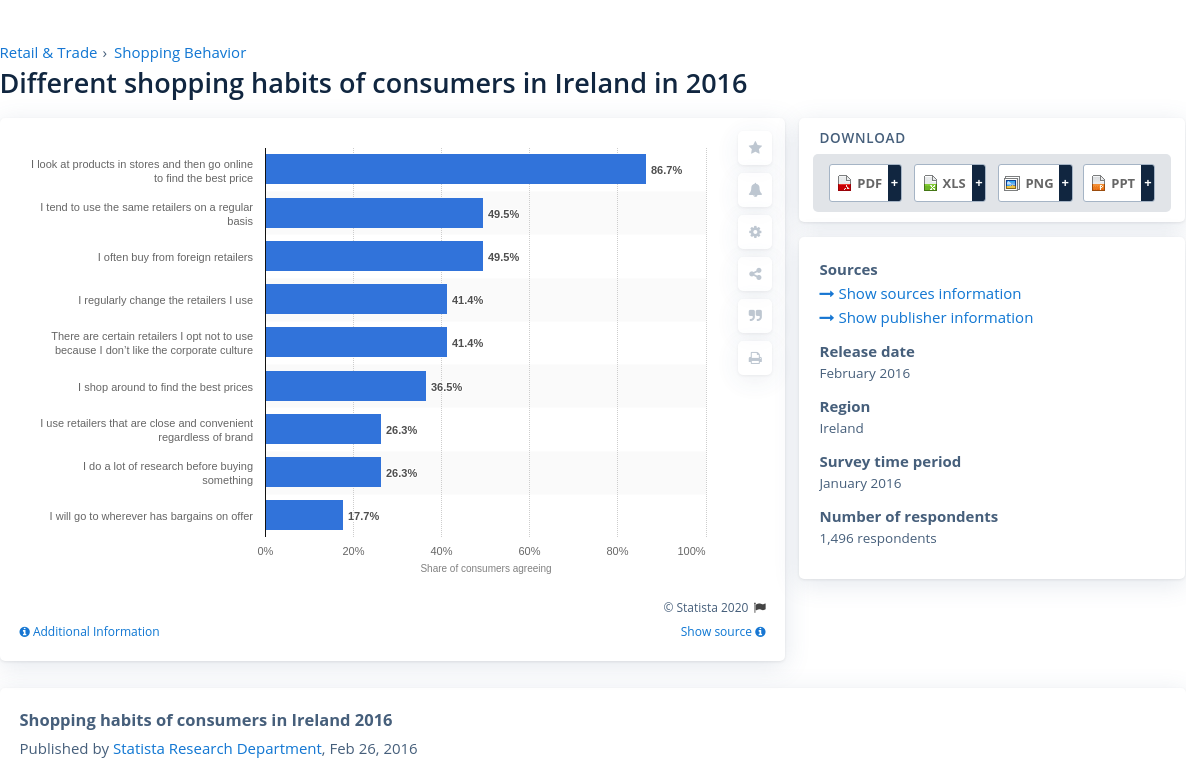 Retail & Trade › Shopping Behavior
Different shopping habits of consumers in Ireland in 2016
I look at products in stores and then go online
to find the best price
86.7%
I tend to use the same retailers on a regular
basis
49.5%
I often buy from foreign retailers
49.5%
I regularly change the retailers I use
41.4%
There are certain retailers I opt not to use
because I don't like the corporate culture
41.4%
I shop around to find the best prices
36.5%
I use retailers that are close and convenient
regardless of brand
26.3%
I do a lot of research before buying
something
26.3%
I will go to wherever has bargains on offer
17.7%
0% 20% 40% 60% 80% 100%
Share of consumers agreeing
© Statista 2020
Additional Information
Show source
DOWNLOAD
PDF + XLS + PNG + PPT +
Sources
Show sources information
Show publisher information
Release date
February 2016
Region
Ireland
Survey time period
January 2016
Number of respondents
1,496 respondents
Shopping habits of consumers in Ireland 2016
Published by Statista Research Department, Feb 26, 2016